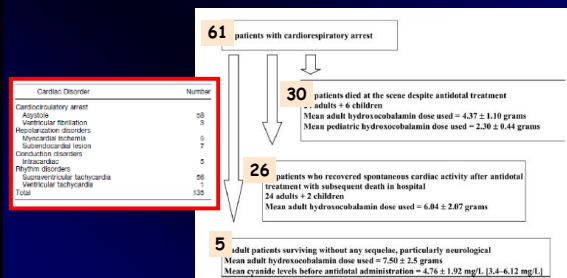 61
patients with cardiorespiratory arrest
Cardiac Disorder Number
Cardiocirculatory arrest
Asystole 58
Ventricular fibrillation 3
Repolarization disorders
Myocardial ischemia 5
Subendocardial lesion 7
Conduction disorders
Intracardiac 5
Rhythm disorders
Supraventricular tachycardia 56
Ventricular tachycardia 1
Total 135
30
patients died at the scene despite antidotal treatment
adults + 6 children
Mean adult hydroxocobalamin dose used = 4.37 ± 1.10 grams
Mean pediatric hydroxocobalamin dose used = 2.30 ± 0.44 grams
26
patients who recovered spontaneous cardiac activity after antidotal
treatment with subsequent death in hospital
24 adults + 2 children
Mean adult hydroxocobalamin dose used = 6.04 ± 2.07 grams
5
adult patients surviving without any sequelae, particularly neurological
Mean adult hydroxocobalamin dose used = 7.50 ± 2.5 grams
Mean cyanide levels before antidotal administration = 4.76 ± 1.92 mg/L [3.4–6.12 mg/L]